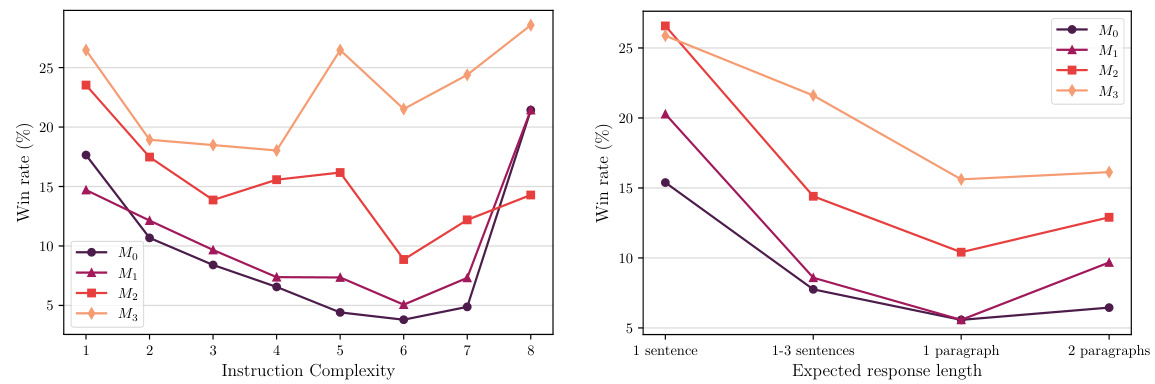 Win rate (%)
25
20
15
10
5
M0
M1
M2
M3
1 2 3 4 5 6 7 8
Instruction Complexity
Win rate (%)
25
20
15
10
5
M0
M1
M2
M3
1 sentence 1-3 sentences 1 paragraph 2 paragraphs
Expected response length